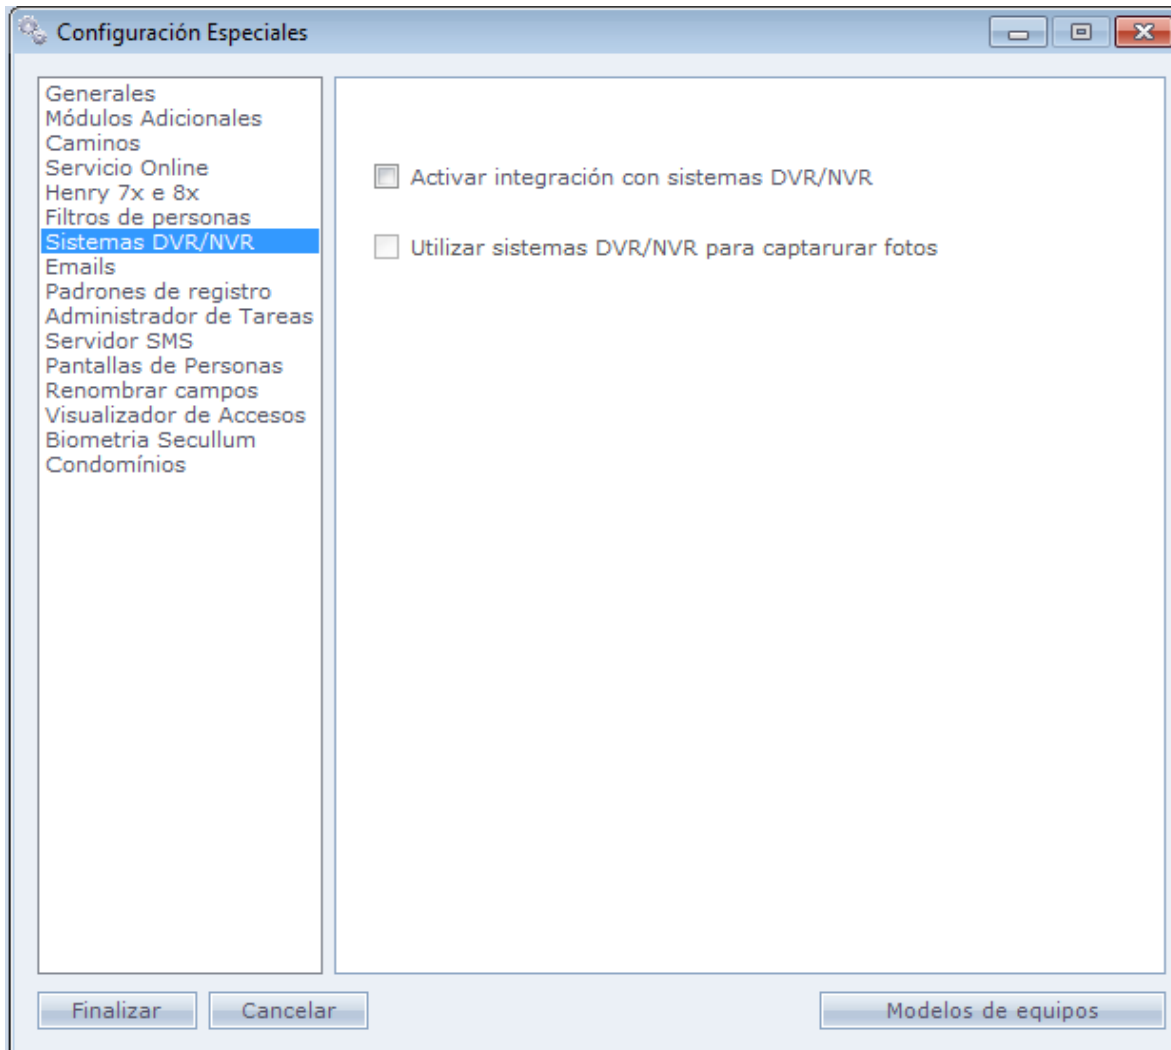 Configuración Especiales
Generales
Módulos Adicionales
Caminos
Servicio Online
Henry 7x e 8x
Filtros de personas
Sistemas DVR/NVR
Emails
Padrones de registro
Administrador de Tareas
Servidor SMS
Pantallas de Personas
Renombrar campos
Visualizador de Accesos
Biometria Secullum
Condomínios
Activar integración con sistemas DVR/NVR
Utilizar sistemas DVR/NVR para captarurar fotos
Finalizar
Cancelar
Modelos de equipos